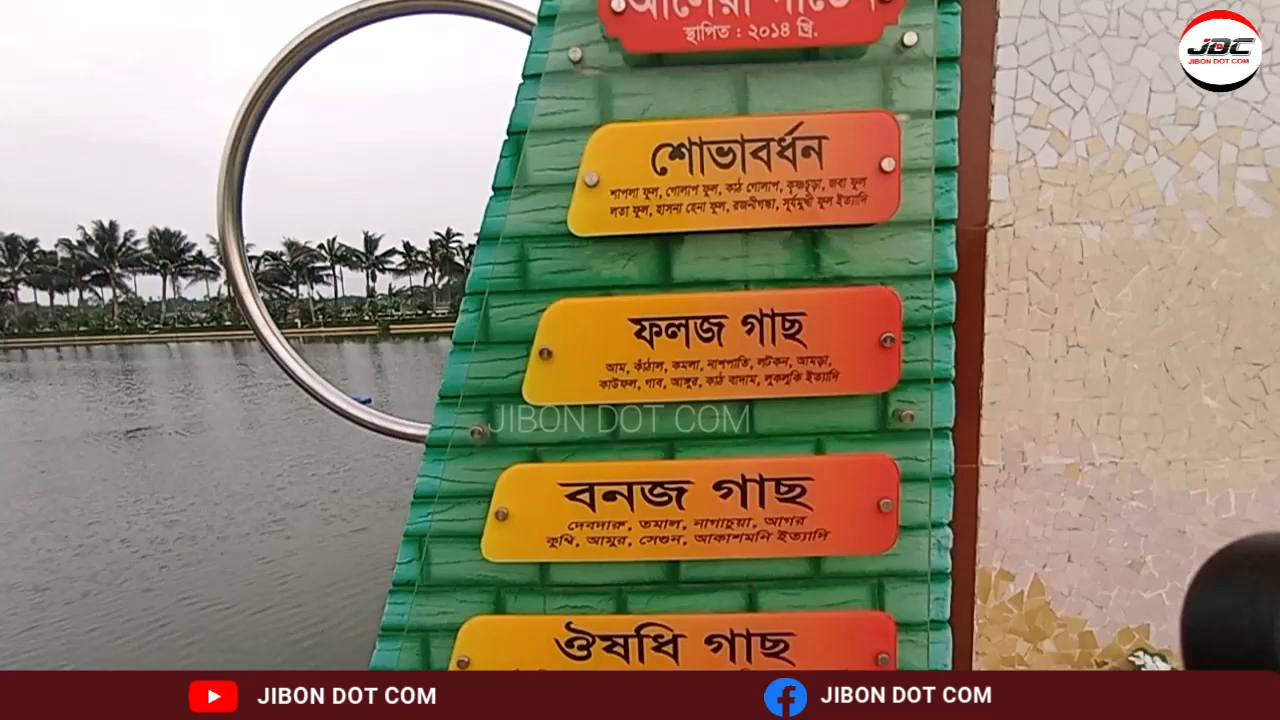 আলেয়া গার্ডেন
স্থাপিত : ২০১৪ খ্রি.
JBC
JIBON DOT COM
শোভাবর্ধন
শাপলা ফুল, গোলাপ ফুল, কাঠ গোলাপ, কৃষ্ণচূড়া, জবা ফুল
লতা ফুল, হাসনা হেনা ফুল, রজনীগন্ধা, সূর্যমুখী ফুল ইত্যাদি
ফলজ গাছ
আম, কাঁঠাল, কমলা, নাশপাতি, লটকন, আমড়া,
কাউফল, গাব, আঙ্গুর, কাঠ বাদাম, লুকলুকি ইত্যাদি
JIBON DOT COM
বনজ গাছ
দেবদারু, তমাল, নাগাচুয়া, আগর
কুম্বি, আমুর, সেগুন, আকাশমনি ইত্যাদি
ঔষধি গাছ
JIBON DOT COM
JIBON DOT COM